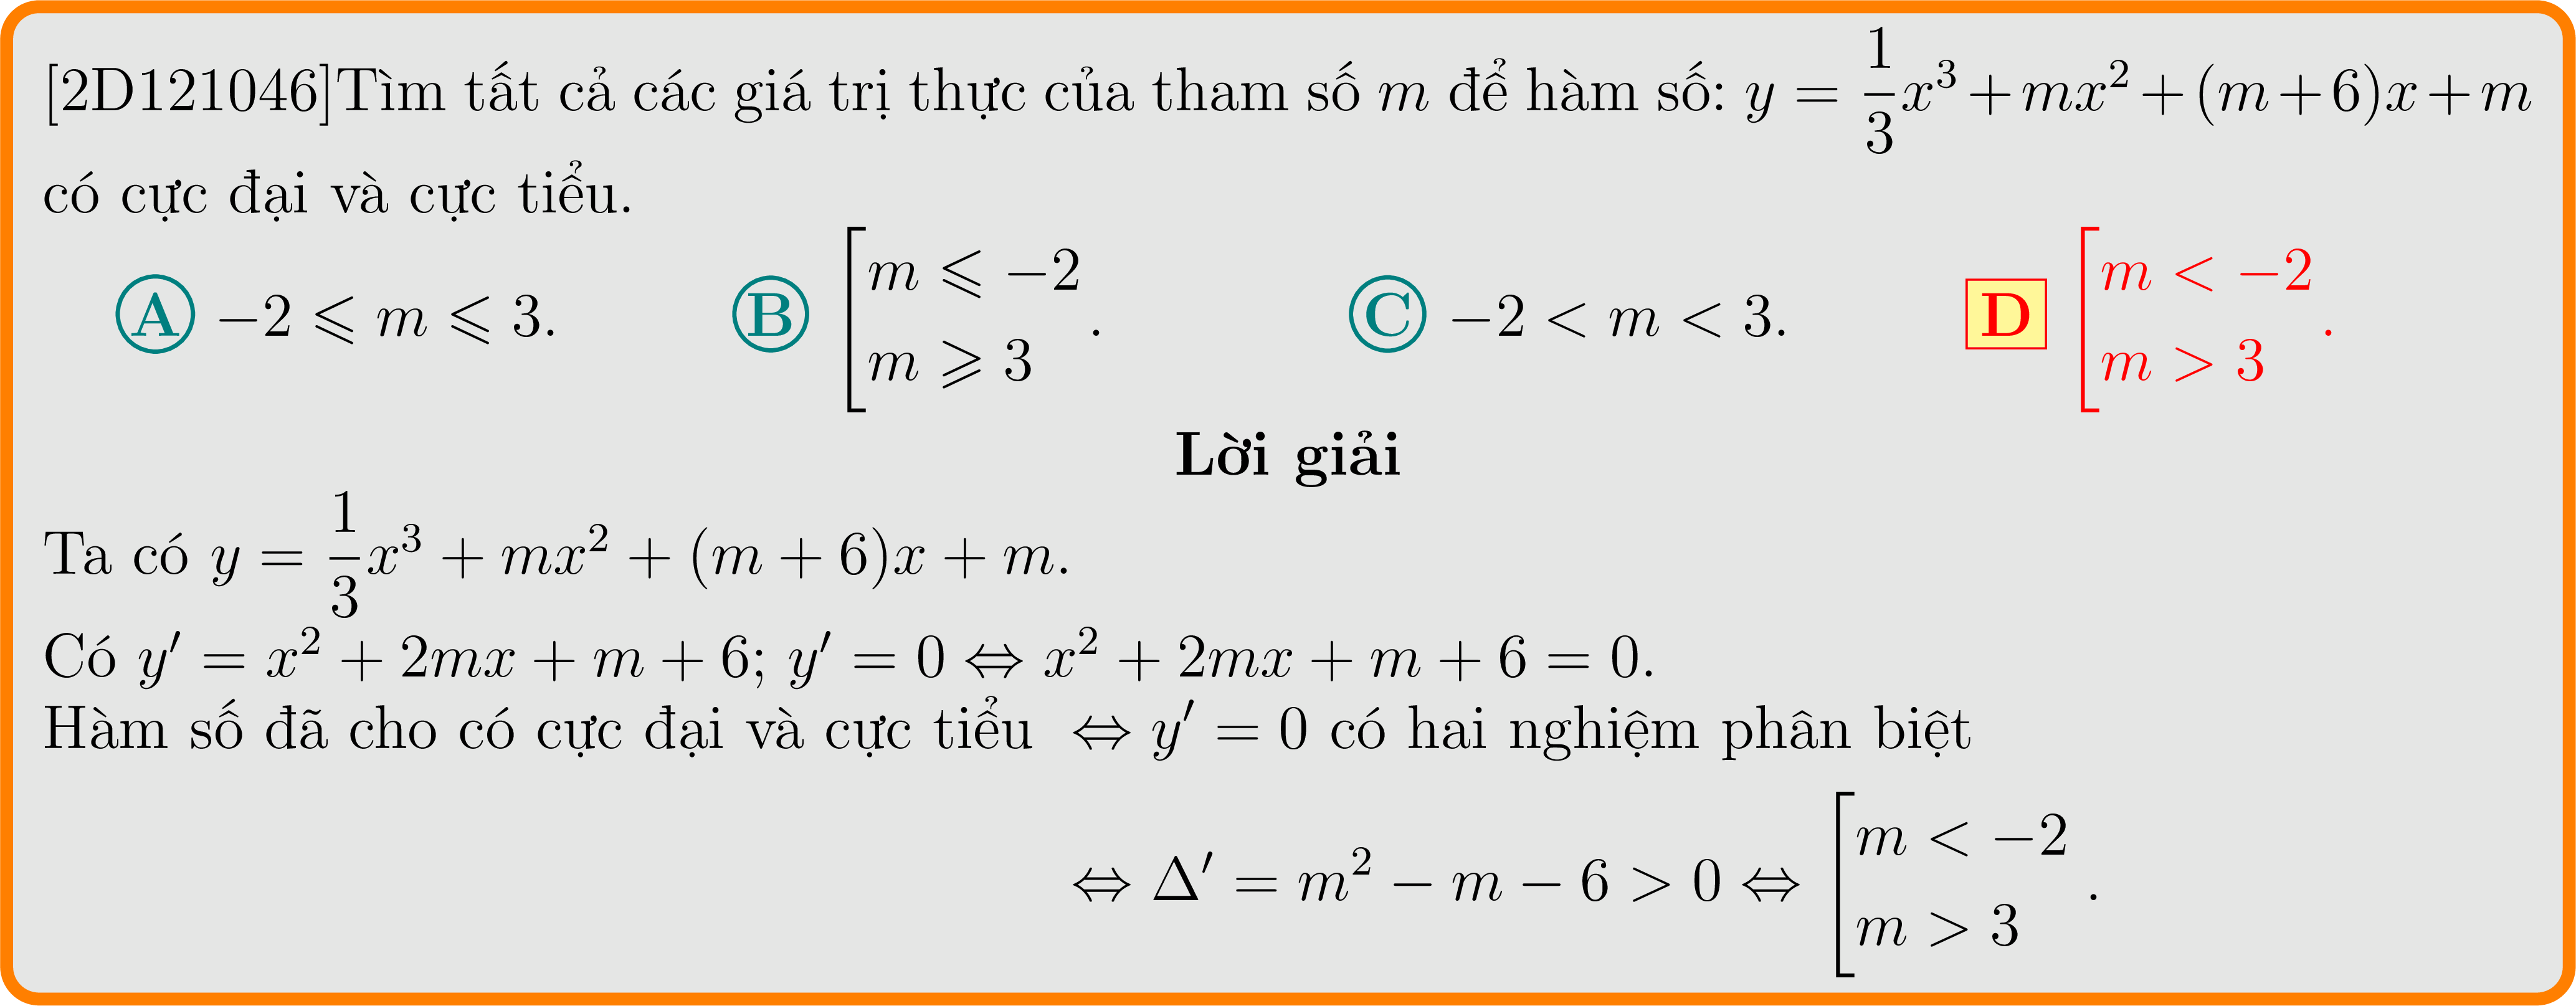 [2D121046]Tìm tất cả các giá trị thực của tham số $m$ để hàm số: $y = \dfrac{1}{3}x^3 + mx^2 + (m+6)x + m$
có cực đại và cực tiểu.
A $-2 \leqslant m \leqslant 3$. B $\left[\begin{array}{l} m \leqslant -2 \\ m \geqslant 3 \end{array}\right.$. C $-2 < m < 3$. D $\left[\begin{array}{l} m < -2 \\ m > 3 \end{array}\right.$.
Lời giải
Ta có $y = \dfrac{1}{3}x^3 + mx^2 + (m+6)x + m$.
Có $y' = x^2 + 2mx + m + 6$; $y' = 0 \Leftrightarrow x^2 + 2mx + m + 6 = 0$.
Hàm số đã cho có cực đại và cực tiểu $\Leftrightarrow y' = 0$ có hai nghiệm phân biệt
$\Leftrightarrow \Delta' = m^2 - m - 6 > 0 \Leftrightarrow \left[\begin{array}{l} m < -2 \\ m > 3 \end{array}\right.$.